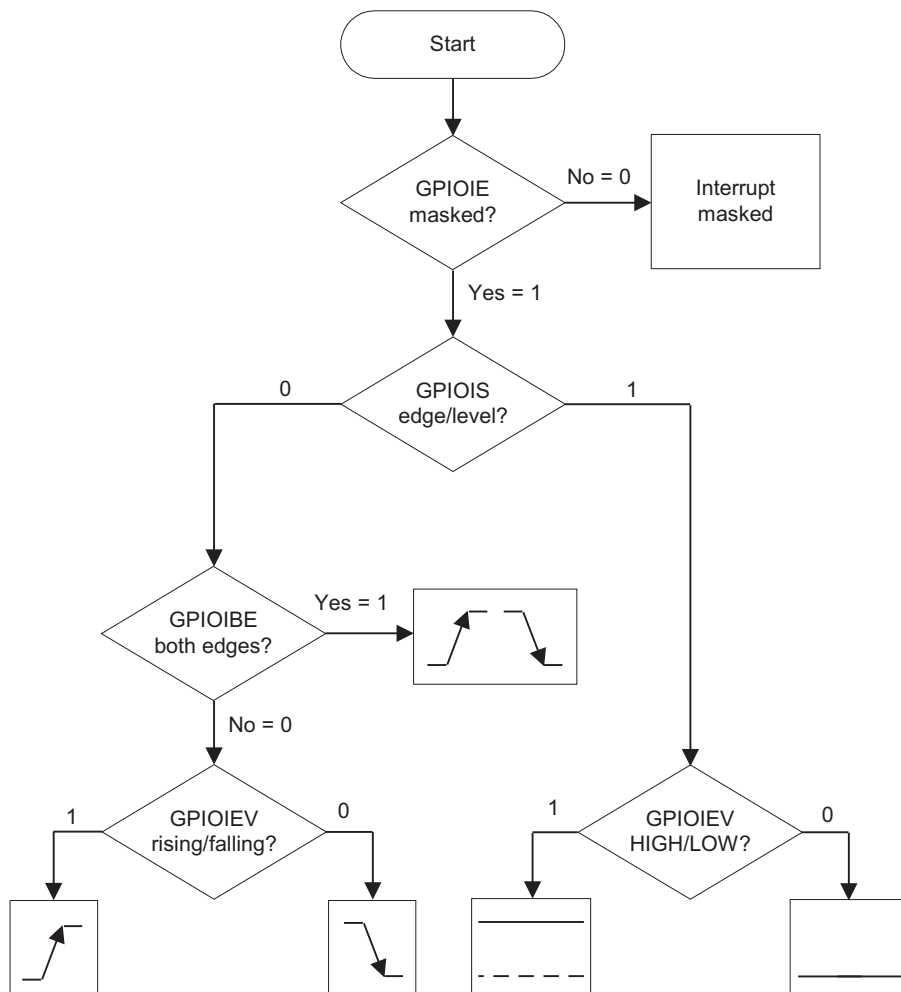 Start
GPIOIE
masked?
No = 0
Interrupt
masked
Yes = 1
GPIOIS
edge/level?
0
1
GPIOIBE
both edges?
Yes = 1
No = 0
GPIOIEV
rising/falling?
1
0
GPIOIEV
HIGH/LOW?
1
0